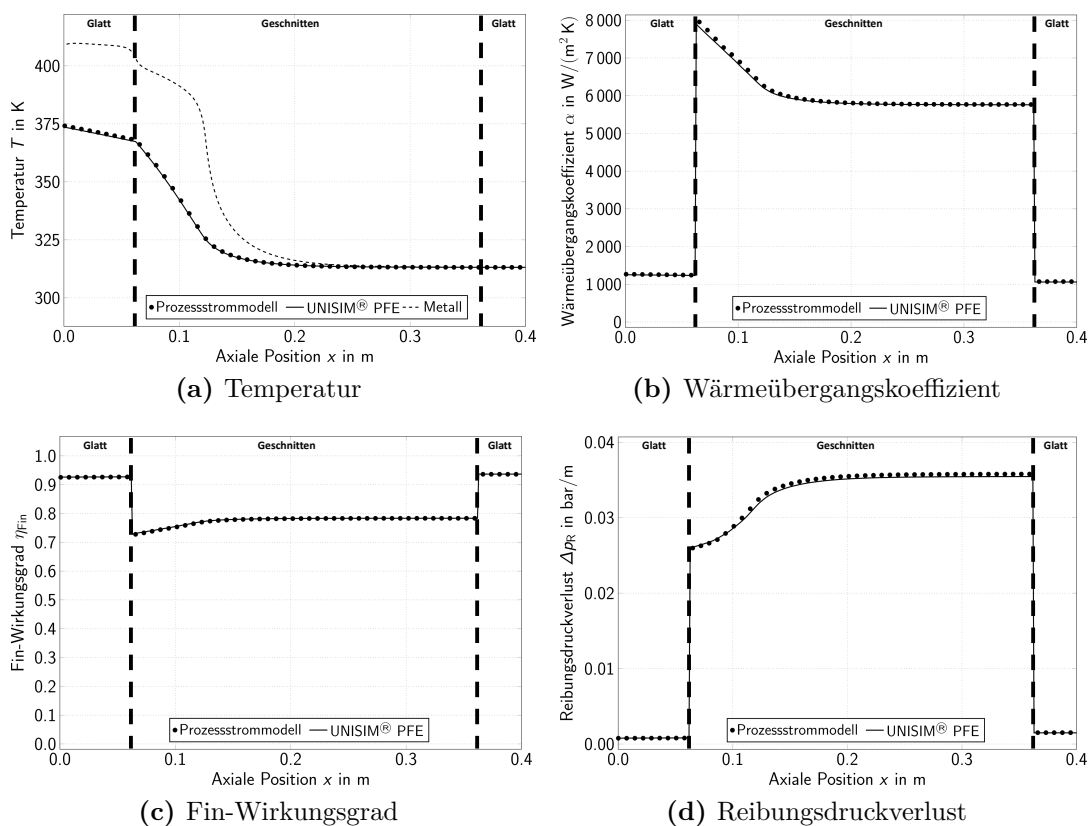 Glatt Geschnitten Glatt
Temperatur T in K
400
375
350
325
300
Prozessstrommodell UNISIM® PFE Metall
0.0 0.1 0.2 0.3 0.4
Axiale Position x in m
(a) Temperatur
Glatt Geschnitten Glatt
Wärmeübergangskoeffizient α in W/(m² K)
8 000
7 000
6 000
5 000
4 000
3 000
2 000
1 000
0
Prozessstrommodell UNISIM® PFE
0.0 0.1 0.2 0.3 0.4
Axiale Position x in m
(b) Wärmeübergangskoeffizient
Glatt Geschnitten Glatt
Fin-Wirkungsgrad ηFin
1.0
0.9
0.8
0.7
0.6
0.5
0.4
0.3
0.2
0.1
0.0
Prozessstrommodell UNISIM® PFE
0.0 0.1 0.2 0.3 0.4
Axiale Position x in m
(c) Fin-Wirkungsgrad
Glatt Geschnitten Glatt
Reibungsdruckverlust ΔpR in bar/m
0.04
0.03
0.02
0.01
0.00
Prozessstrommodell UNISIM® PFE
0.0 0.1 0.2 0.3 0.4
Axiale Position x in m
(d) Reibungsdruckverlust